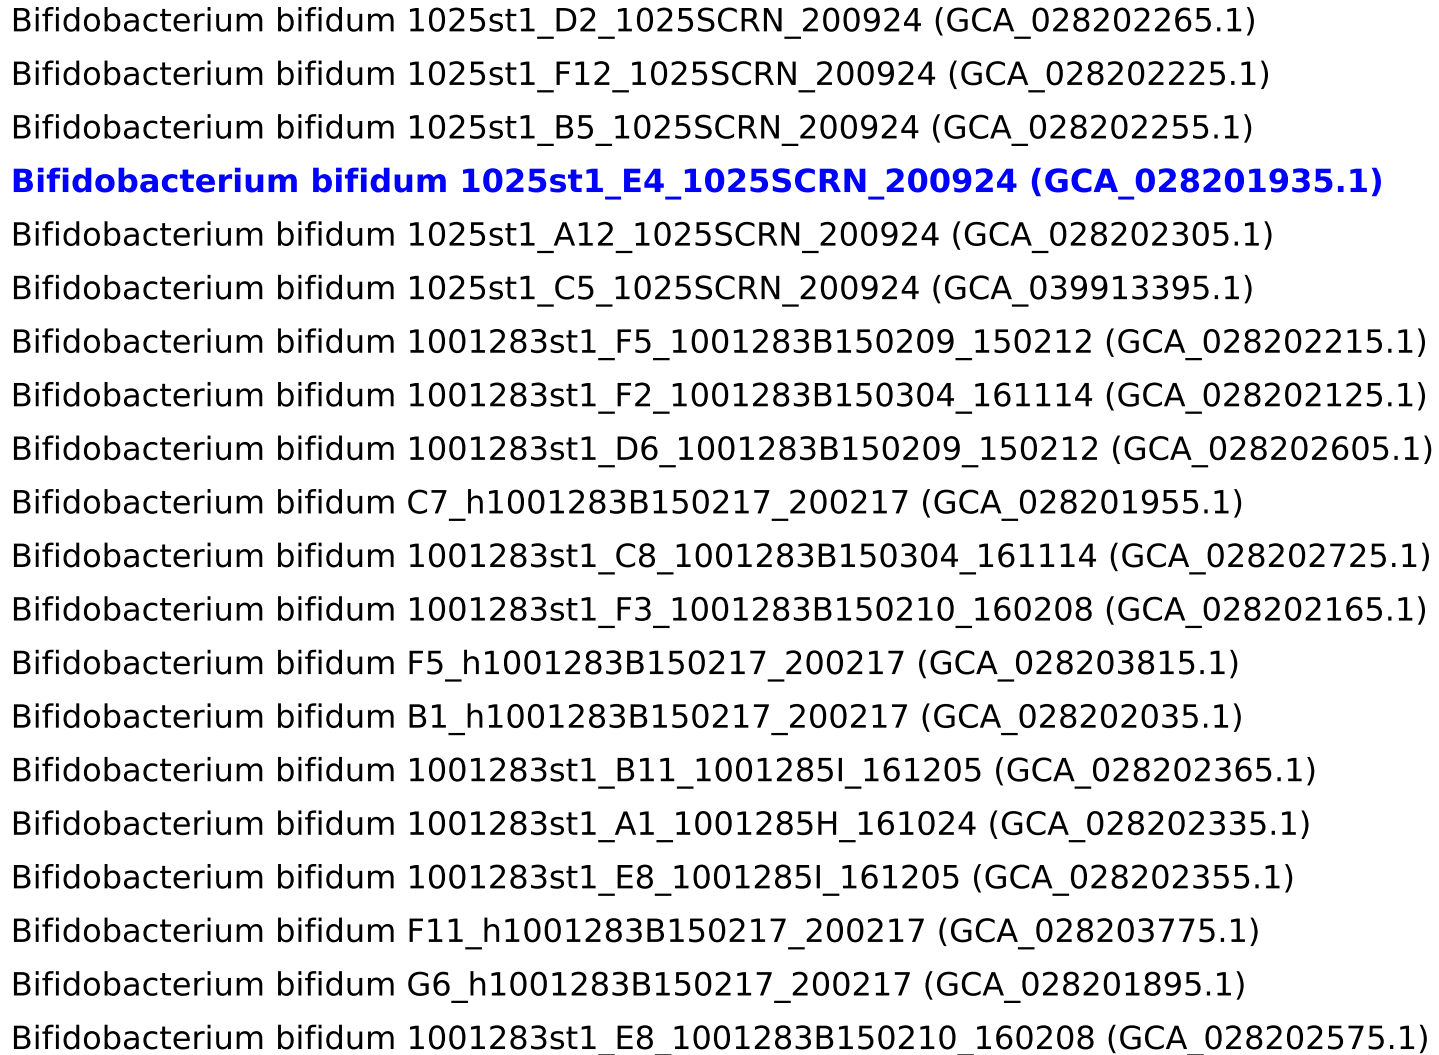 Bifidobacterium bifidum 1025st1_D2_1025SCRN_200924 (GCA_028202265.1)
Bifidobacterium bifidum 1025st1_F12_1025SCRN_200924 (GCA_028202225.1)
Bifidobacterium bifidum 1025st1_B5_1025SCRN_200924 (GCA_028202255.1)
Bifidobacterium bifidum 1025st1_E4_1025SCRN_200924 (GCA_028201935.1)
Bifidobacterium bifidum 1025st1_A12_1025SCRN_200924 (GCA_028202305.1)
Bifidobacterium bifidum 1025st1_C5_1025SCRN_200924 (GCA_039913395.1)
Bifidobacterium bifidum 1001283st1_F5_1001283B150209_150212 (GCA_028202215.1)
Bifidobacterium bifidum 1001283st1_F2_1001283B150304_161114 (GCA_028202125.1)
Bifidobacterium bifidum 1001283st1_D6_1001283B150209_150212 (GCA_028202605.1)
Bifidobacterium bifidum C7_h1001283B150217_200217 (GCA_028201955.1)
Bifidobacterium bifidum 1001283st1_C8_1001283B150304_161114 (GCA_028202725.1)
Bifidobacterium bifidum 1001283st1_F3_1001283B150210_160208 (GCA_028202165.1)
Bifidobacterium bifidum F5_h1001283B150217_200217 (GCA_028203815.1)
Bifidobacterium bifidum B1_h1001283B150217_200217 (GCA_028202035.1)
Bifidobacterium bifidum 1001283st1_B11_1001285I_161205 (GCA_028202365.1)
Bifidobacterium bifidum 1001283st1_A1_1001285H_161024 (GCA_028202335.1)
Bifidobacterium bifidum 1001283st1_E8_1001285I_161205 (GCA_028202355.1)
Bifidobacterium bifidum F11_h1001283B150217_200217 (GCA_028203775.1)
Bifidobacterium bifidum G6_h1001283B150217_200217 (GCA_028201895.1)
Bifidobacterium bifidum 1001283st1_E8_1001283B150210_160208 (GCA_028202575.1)